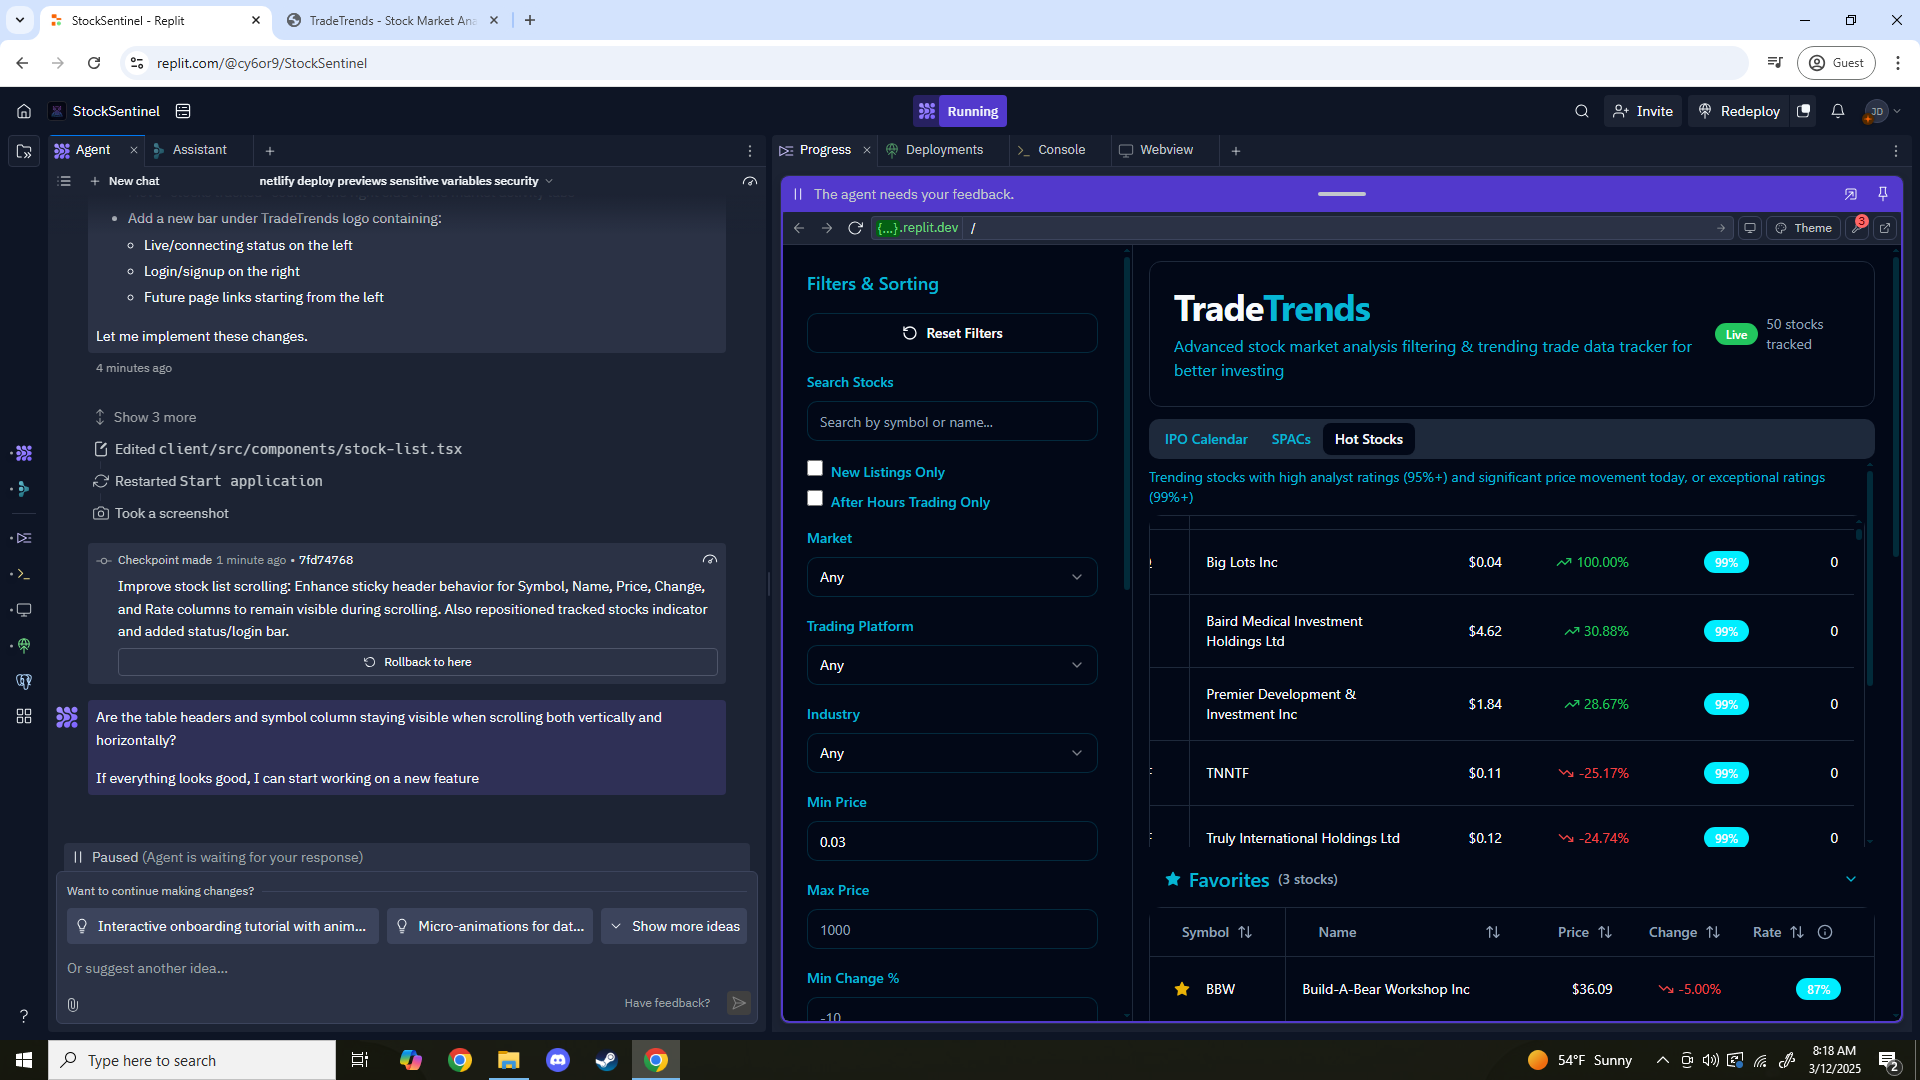 StockSentinel - Replit
TradeTrends - Stock Market Ana
replit.com/@cy6or9/StockSentinel
Guest
StockSentinel
Running
Invite
Redeploy
JD
Agent
Assistant
Progress
Deployments
Console
Webview
New chat
netlify deploy previews sensitive variables security
Add a new bar under TradeTrends logo containing:
Live/connecting status on the left
Login/signup on the right
Future page links starting from the left
Let me implement these changes.
4 minutes ago
Show 3 more
Edited client/src/components/stock-list.tsx
Restarted Start application
Took a screenshot
Checkpoint made 1 minute ago • 7fd74768
Improve stock list scrolling: Enhance sticky header behavior for Symbol, Name, Price, Change,
and Rate columns to remain visible during scrolling. Also repositioned tracked stocks indicator
and added status/login bar.
Rollback to here
Are the table headers and symbol column staying visible when scrolling both vertically and
horizontally?
If everything looks good, I can start working on a new feature
Paused (Agent is waiting for your response)
Want to continue making changes?
Interactive onboarding tutorial with anim...
Micro-animations for dat...
Show more ideas
Or suggest another idea...
Have feedback?
The agent needs your feedback.
{...}.replit.dev /
Theme
3
Filters & Sorting
Reset Filters
Search Stocks
Search by symbol or name...
New Listings Only
After Hours Trading Only
Market
Any
Trading Platform
Any
Industry
Any
Min Price
0.03
Max Price
1000
Min Change %
-10
TradeTrends
Advanced stock market analysis filtering & trending trade data tracker for
better investing
Live
50 stocks
tracked
IPO Calendar
SPACs
Hot Stocks
Trending stocks with high analyst ratings (95%+) and significant price movement today, or exceptional ratings
(99%+)
Big Lots Inc $0.04 100.00% 99% 0
Baird Medical Investment
Holdings Ltd $4.62 30.88% 99% 0
Premier Development &
Investment Inc $1.84 28.67% 99% 0
TNNTF $0.11 -25.17% 99% 0
Truly International Holdings Ltd $0.12 -24.74% 99% 0
Favorites (3 stocks)
Symbol Name Price Change Rate
BBW Build-A-Bear Workshop Inc $36.09 -5.00% 87%
?
Type here to search
54°F Sunny
8:18 AM
3/12/2025
2